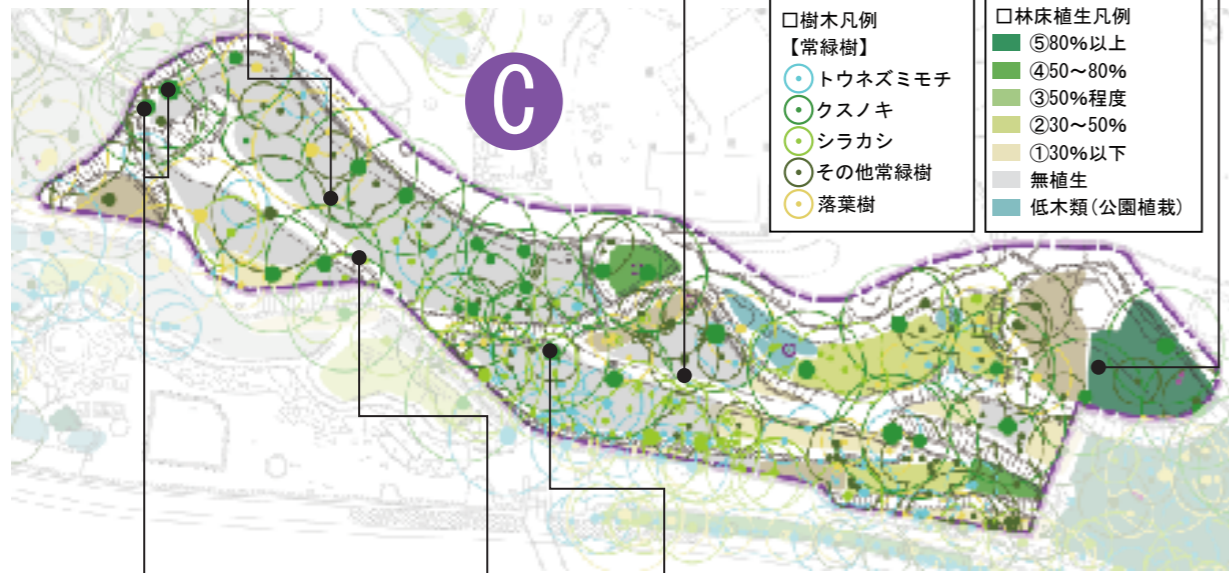 C
□樹木凡例
【常緑樹】
トウネズミモチ
クスノキ
シラカシ
その他常緑樹
落葉樹
□林床植生凡例
⑤80%以上
④50～80%
③50%程度
②30～50%
①30%以下
無植生
低木類(公園植栽)